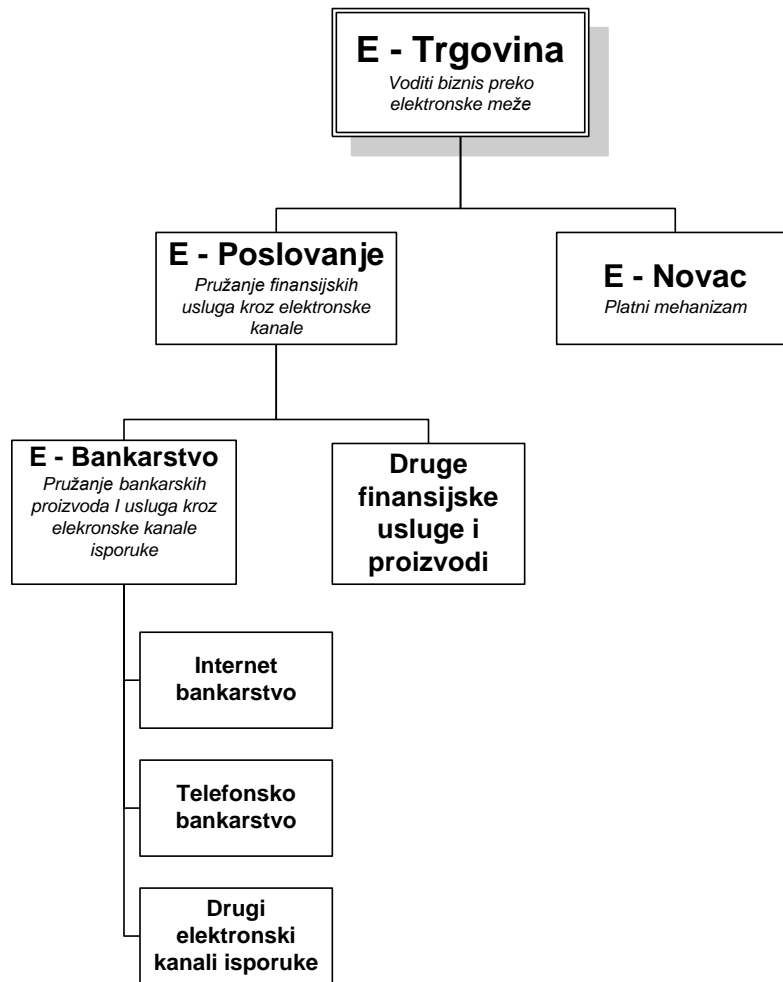 E - Trgovina
Voditi biznis preko
elektronske meže
E - Poslovanje
Pružanje finansijskih
usluga kroz elektronske
kanale
E - Novac
Platni mehanizam
E - Bankarstvo
Pružanje bankarskih
proizvoda I usluga kroz
elekronske kanale
isporuke
Druge
finansijske
usluge i
proizvodi
Internet
bankarstvo
Telefonsko
bankarstvo
Drugi
elektronski
kanali isporuke